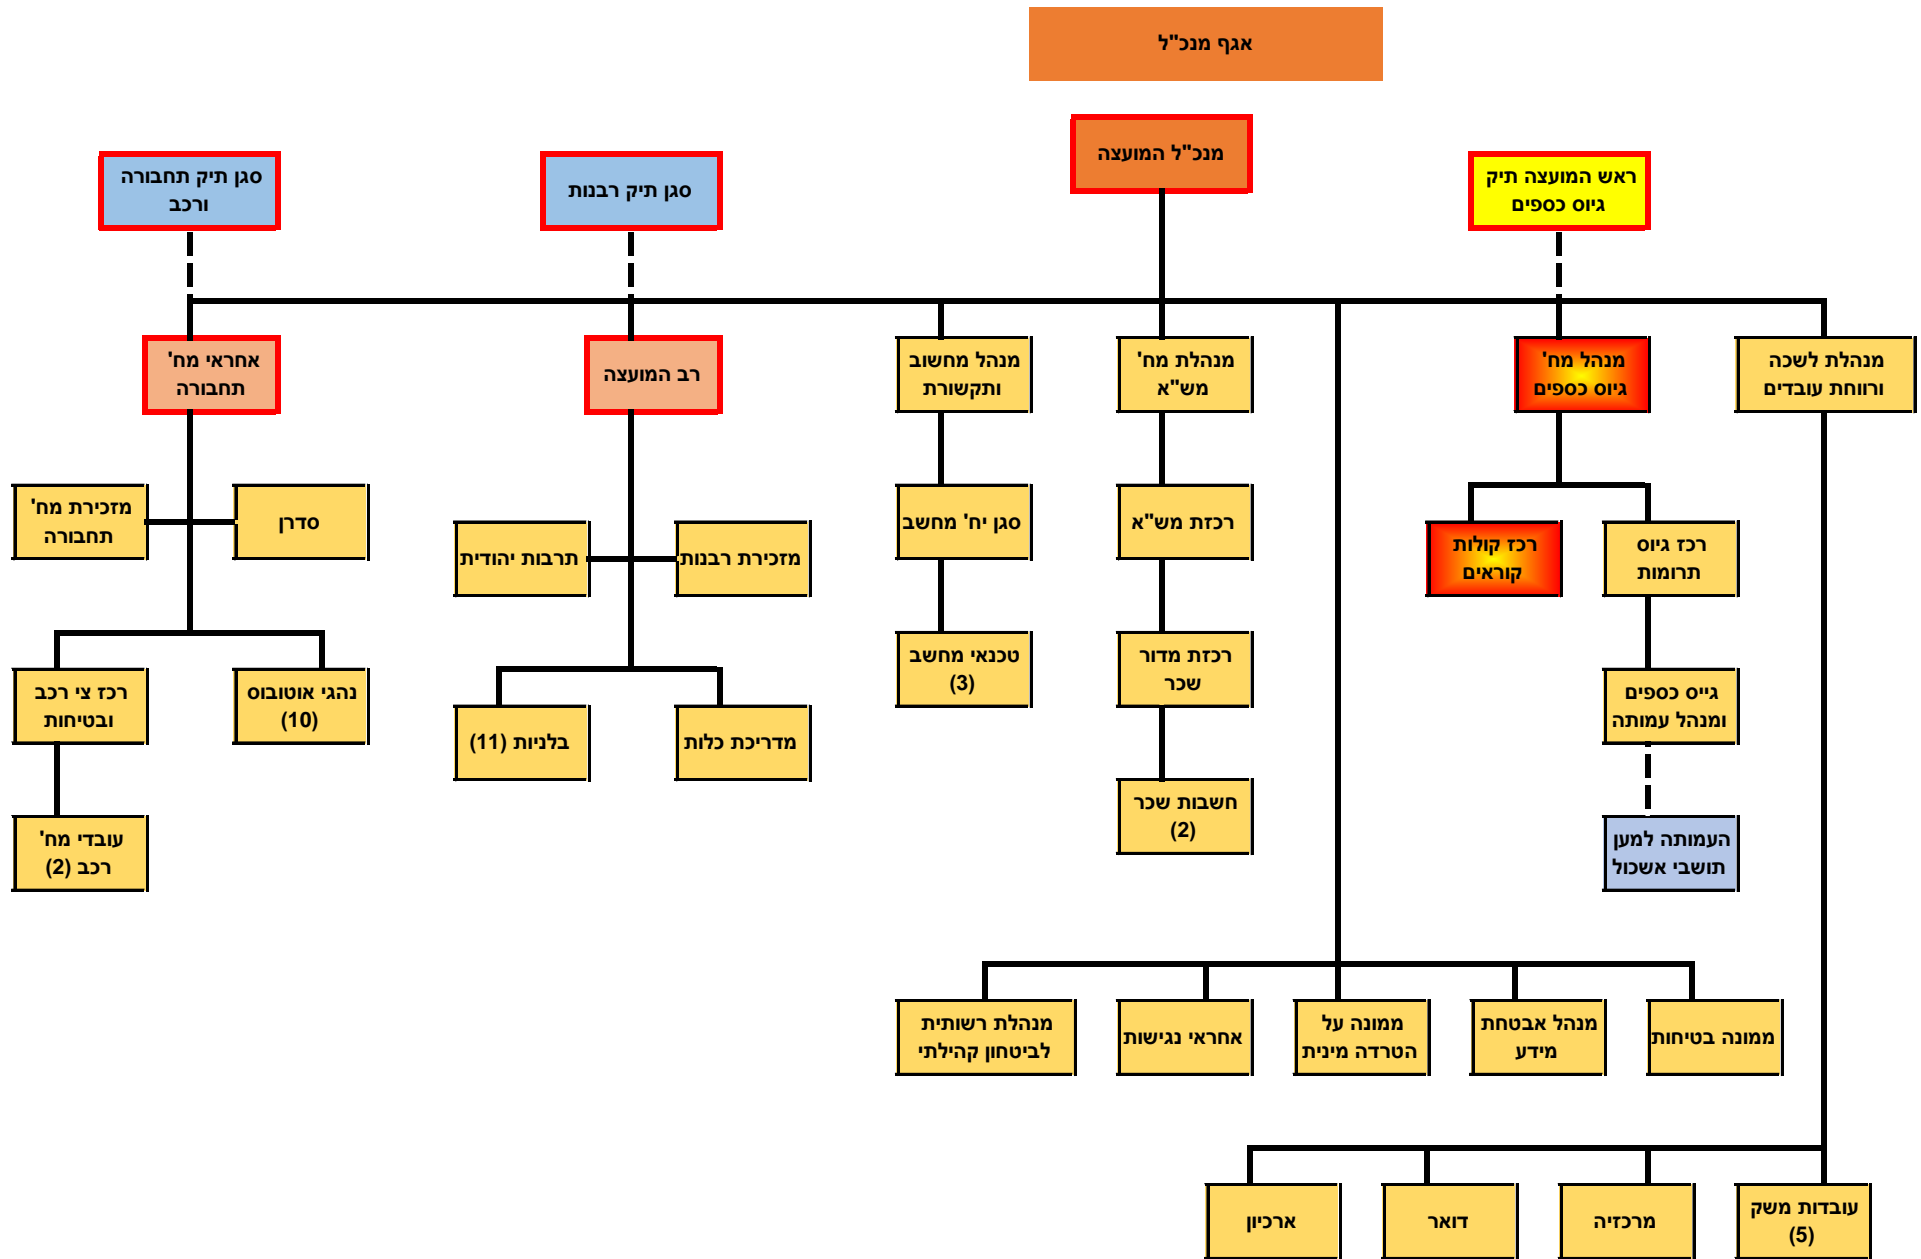 אגף מנכ"ל
מנכ"ל המועצה
ראש המועצה תיק
גיוס כספים
סגן תיק רבנות
סגן תיק תחבורה
ורכב
מנהלת לשכה
ורווחת עובדים
מנהל מח'
גיוס כספים
מנהלת מח'
מש"א
מנהל מחשוב
ותקשורת
רב המועצה
אחראי מח'
תחבורה
רכז גיוס
תרומות
רכז קולות
קוראים
רכזת מש"א
סגן יח' מחשב
מזכירת רבנות
תרבות יהודית
סדרן
מזכירת מח'
תחבורה
גייס כספים
ומנהל עמותה
רכזת מדור
שכר
טכנאי מחשב
(3)
מדריכת כלות
בלניות (11)
נהגי אוטובוס
(10)
רכז צי רכב
ובטיחות
העמותה למען
תושבי אשכול
חשבות שכר
(2)
עובדי מח'
רכב (2)
ממונה בטיחות
מנהל אבטחת
מידע
ממונה על
הטרדה מינית
אחראי נגישות
מנהלת רשותית
לביטחון קהילתי
עובדות משק
(5)
מרכזיה
דואר
ארכיון